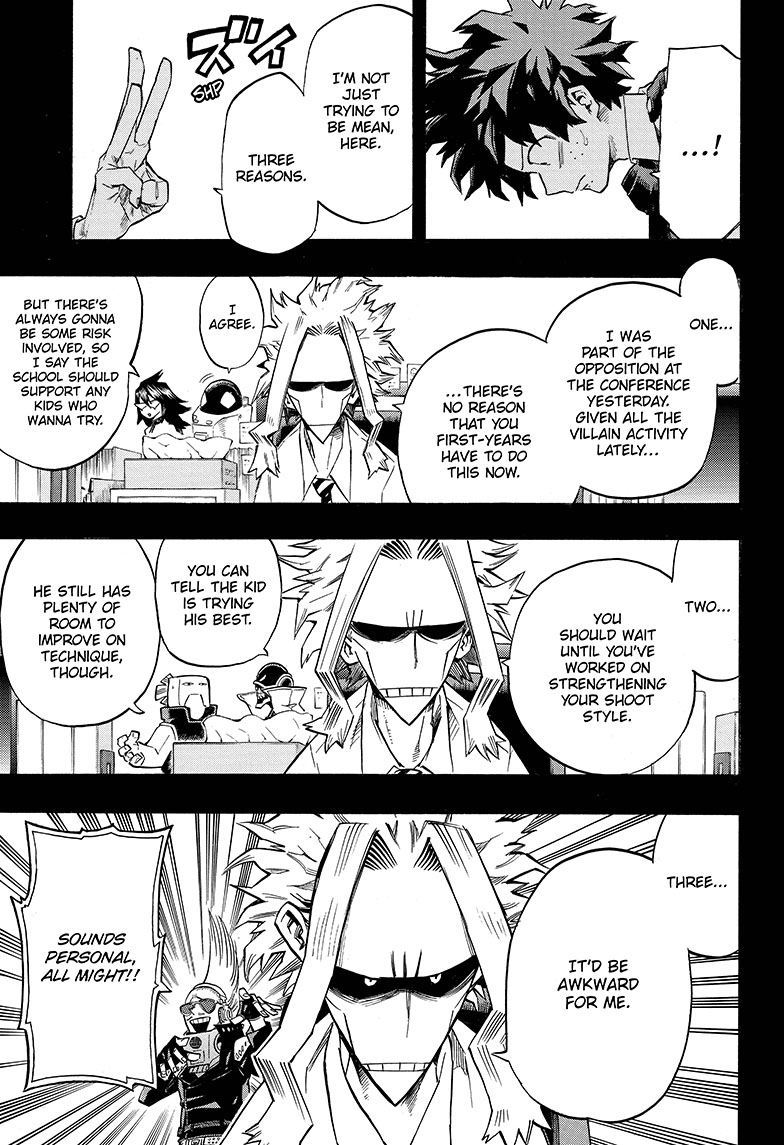 ...!
I'M NOT
JUST
TRYING TO
BE MEAN,
HERE.
THREE
REASONS.
ズイ
SHP
ONE...
I WAS
PART OF THE
OPPOSITION AT
THE CONFERENCE
YESTERDAY.
GIVEN ALL THE
VILLAIN ACTIVITY
LATELY...
...THERE'S
NO REASON
THAT YOU
FIRST-YEARS
HAVE TO DO
THIS NOW.
I
AGREE.
BUT THERE'S
ALWAYS GONNA
BE SOME RISK
INVOLVED, SO
I SAY THE
SCHOOL SHOULD
SUPPORT ANY
KIDS WHO
WANNA TRY.
TWO...
YOU
SHOULD WAIT
UNTIL YOU'VE
WORKED ON
STRENGTHENING
YOUR SHOOT
STYLE.
YOU CAN
TELL THE KID
IS TRYING
HIS BEST.
HE STILL HAS
PLENTY OF
ROOM TO
IMPROVE ON
TECHNIQUE,
THOUGH.
THREE...
IT'D BE
AWKWARD
FOR ME.
SOUNDS
PERSONAL,
ALL MIGHT!!